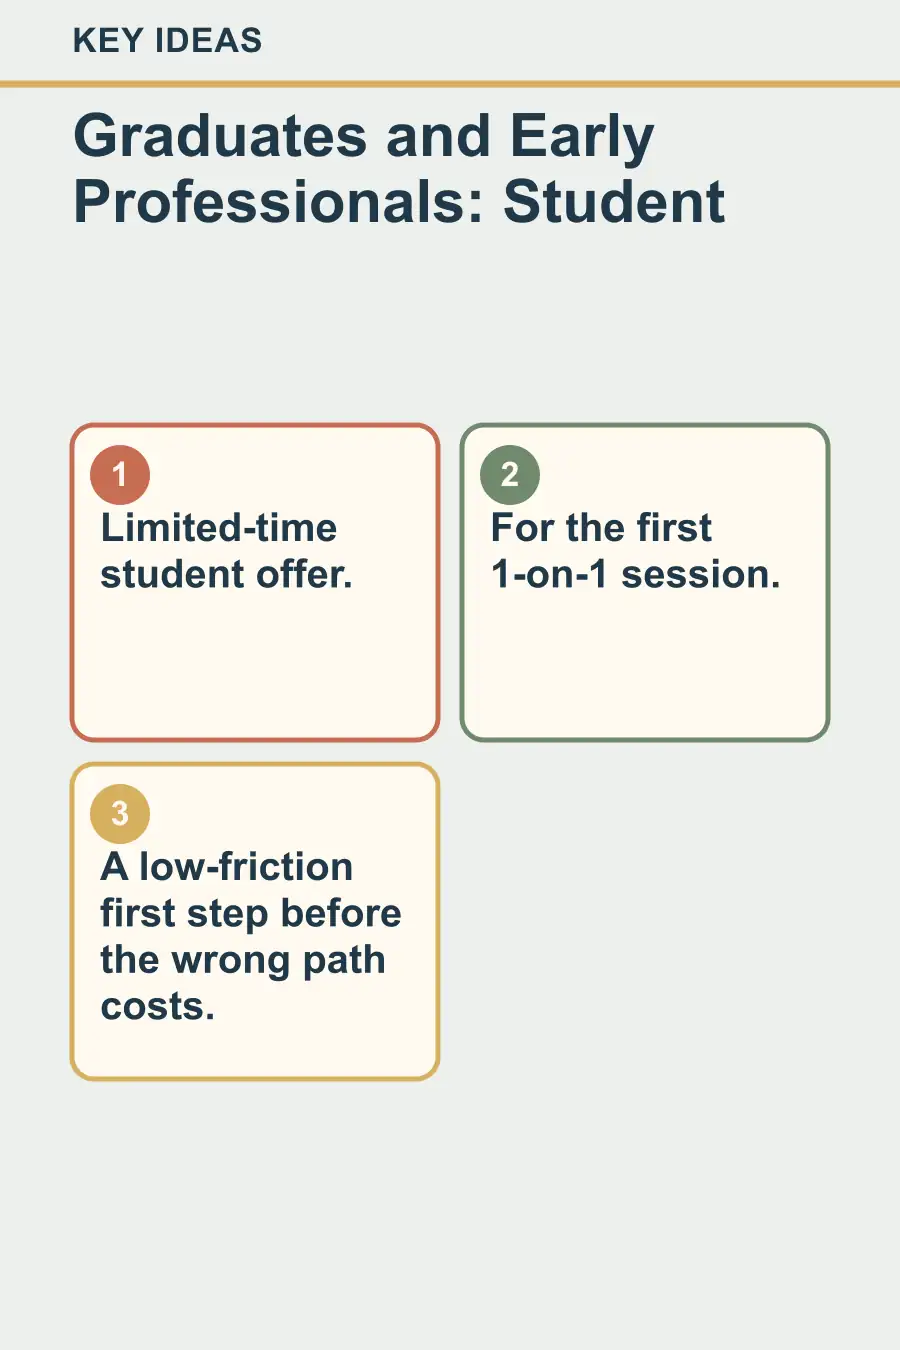 KEY IDEAS
Graduates and Early
Professionals: Student
1
Limited-time
student offer.
2
For the first
1-on-1 session.
3
A low-friction
first step before
the wrong path
costs.